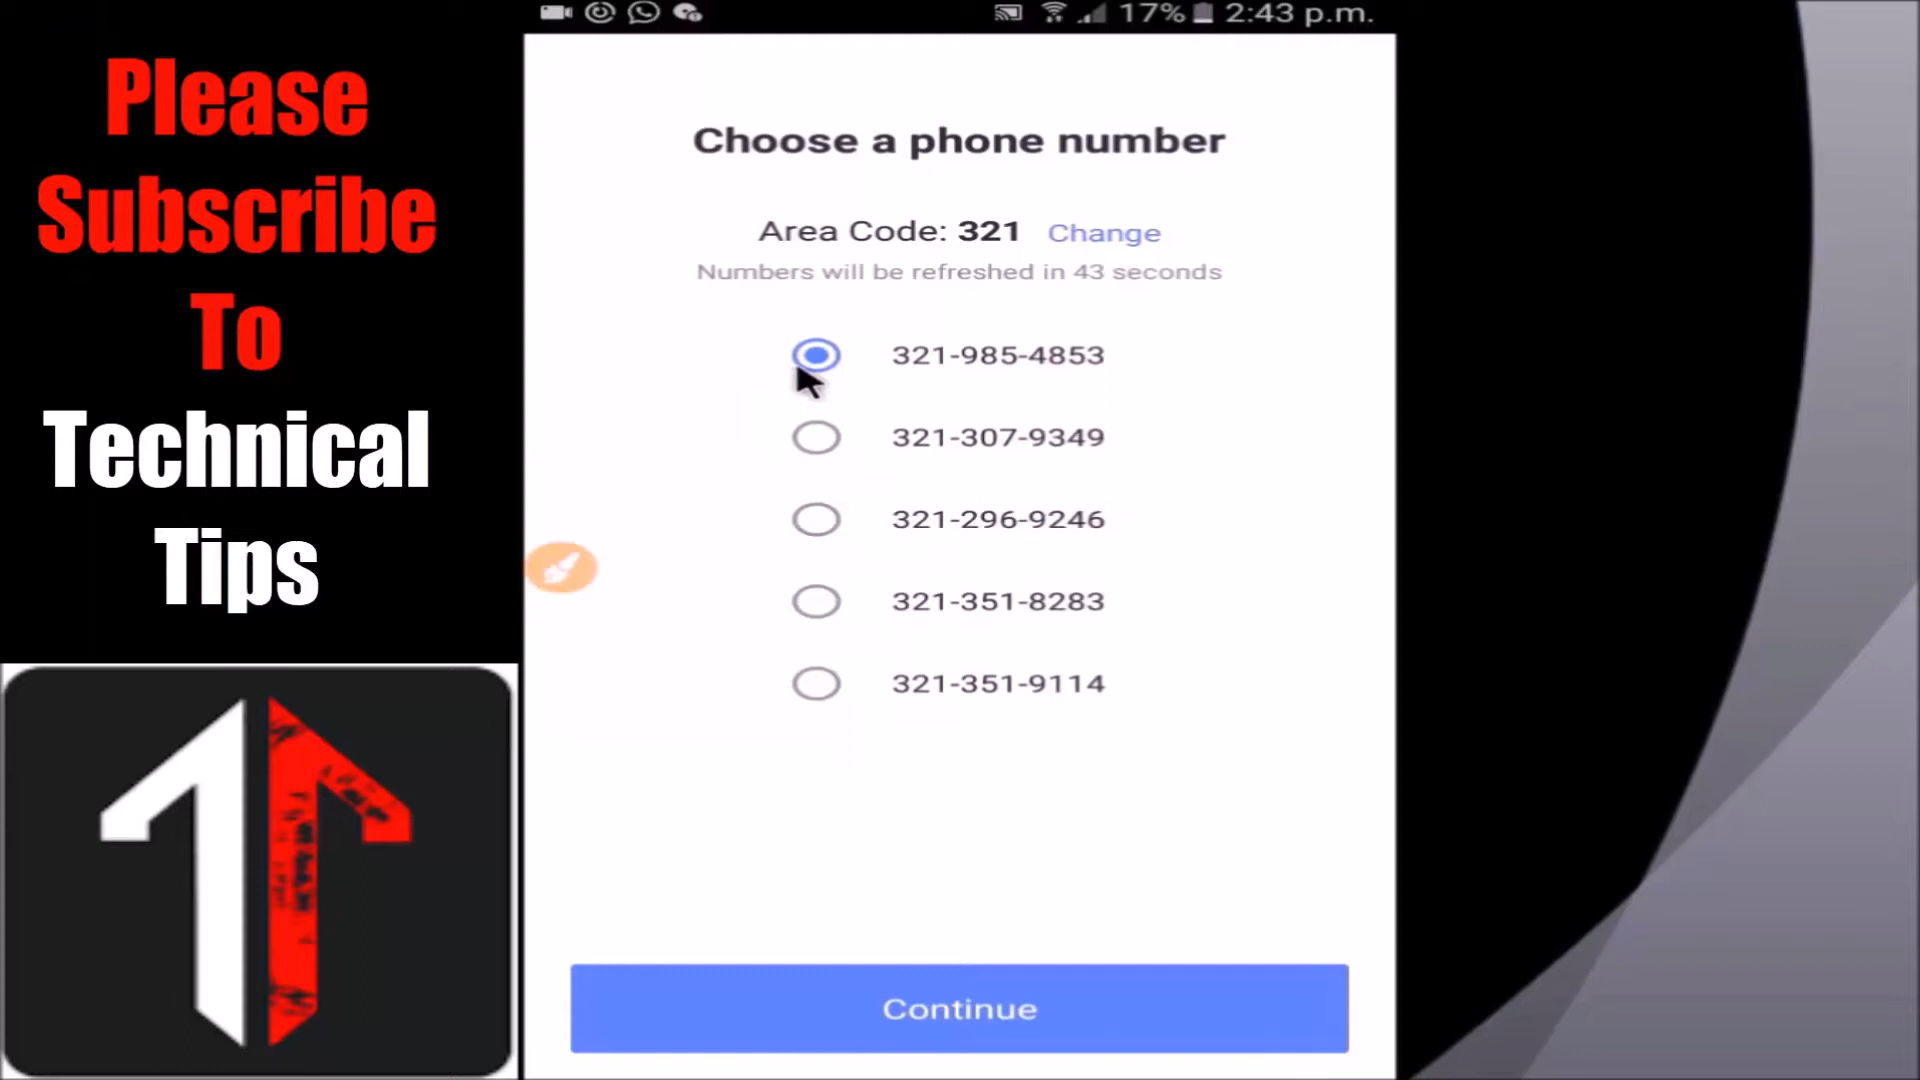 Please
Subscribe
To
Technical
Tips
17% 2:43 p.m.
Choose a phone number
Area Code: 321 Change
Numbers will be refreshed in 43 seconds
321-985-4853
321-307-9349
321-296-9246
321-351-8283
321-351-9114
Continue